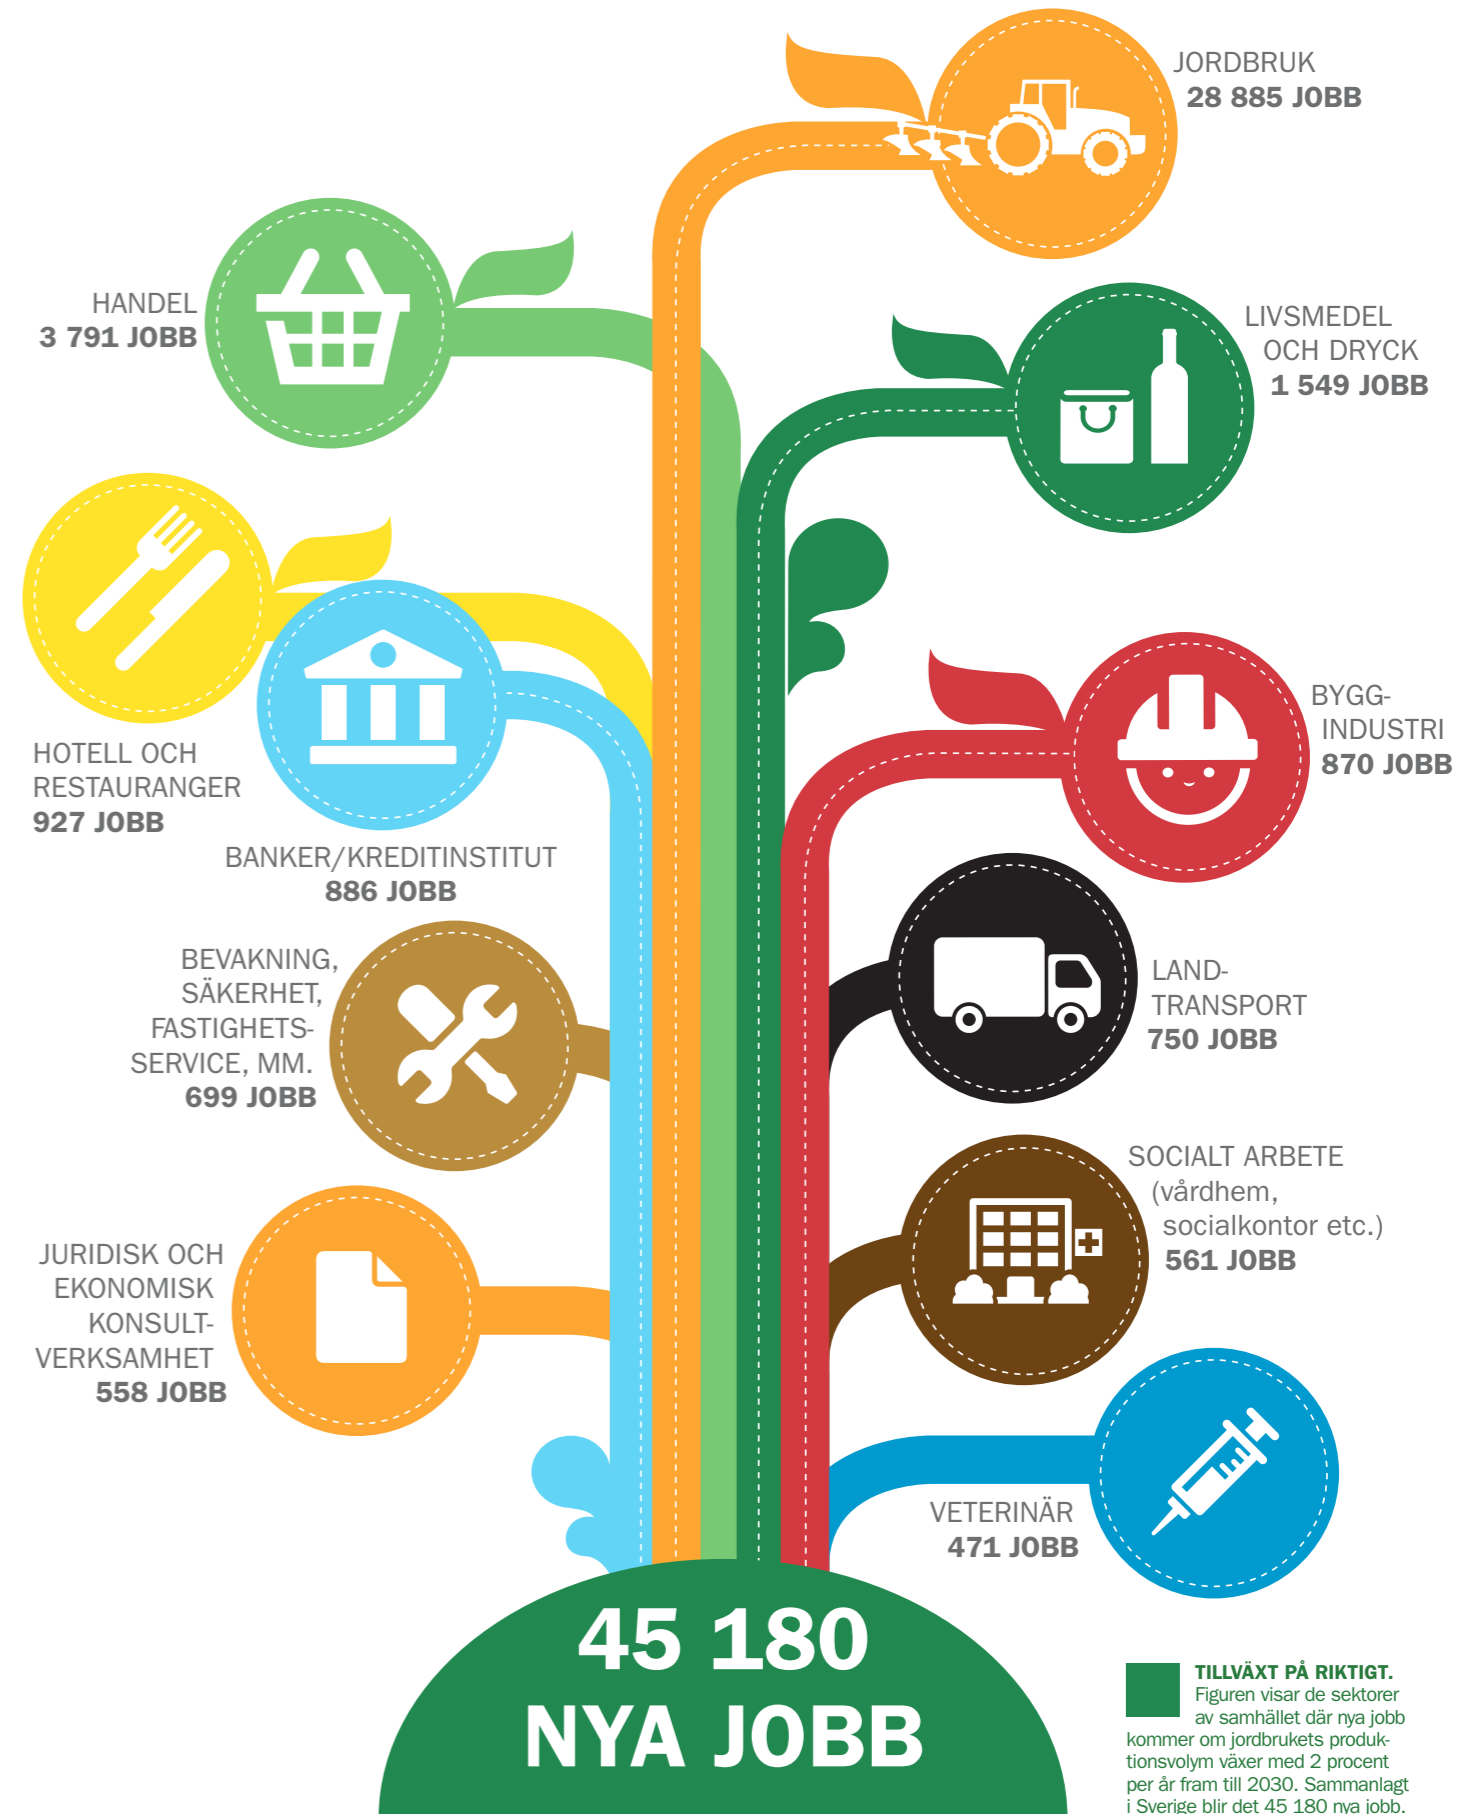 JORDBRUK
28 885 JOBB
HANDEL
3 791 JOBB
LIVSMEDEL
OCH DRYCK
1 549 JOBB
HOTELL OCH
RESTAURANGER
927 JOBB
BYGG-
INDUSTRI
870 JOBB
BANKER/KREDITINSTITUT
886 JOBB
BEVAKNING,
SÄKERHET,
FASTIGHETS-
SERVICE, MM.
699 JOBB
LAND-
TRANSPORT
750 JOBB
SOCIALT ARBETE
(vårdhem,
socialkontor etc.)
561 JOBB
JURIDISK OCH
EKONOMISK
KONSULT-
VERKSAMHET
558 JOBB
VETERINÄR
471 JOBB
45 180
NYA JOBB
TILLVÄXT PÅ RIKTIGT.
Figuren visar de sektorer
av samhället där nya jobb
kommer om jordbrukets produk-
tionsvolym växer med 2 procent
per år fram till 2030. Sammanlagt
i Sverige blir det 45 180 nya jobb.